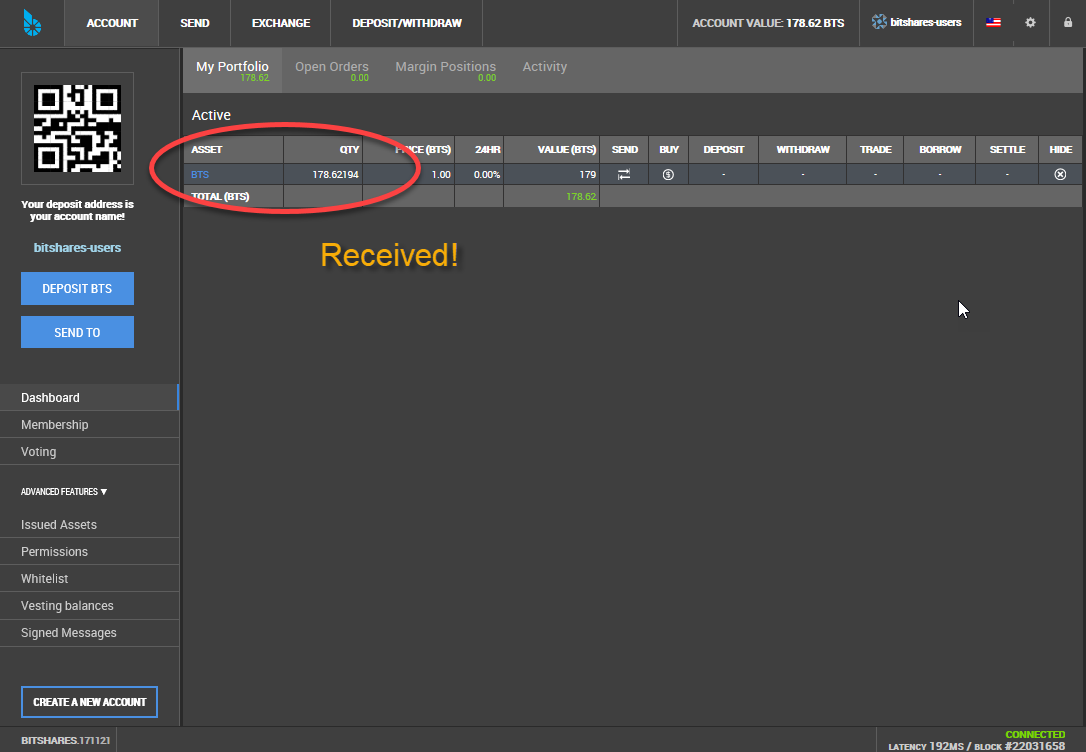 ACCOUNT SEND EXCHANGE DEPOSIT/WITHDRAW ACCOUNT VALUE: 178.62 BTS bitshares-users
My Portfolio Open Orders Margin Positions Activity
178.62 0.00 0.00
Active
ASSET QTY PRICE (BTS) 24HR VALUE (BTS) SEND BUY DEPOSIT WITHDRAW TRADE BORROW SETTLE HIDE
BTS 178.62194 1.00 0.00% 179 - - - - -
TOTAL (BTS) 178.62
Received!
Your deposit address is
your account name!
bitshares-users
DEPOSIT BTS
SEND TO
Dashboard
Membership
Voting
ADVANCED FEATURES ▼
Issued Assets
Permissions
Whitelist
Vesting balances
Signed Messages
CREATE A NEW ACCOUNT
BITSHARES.171121
CONNECTED
LATENCY 192MS / BLOCK #22031658